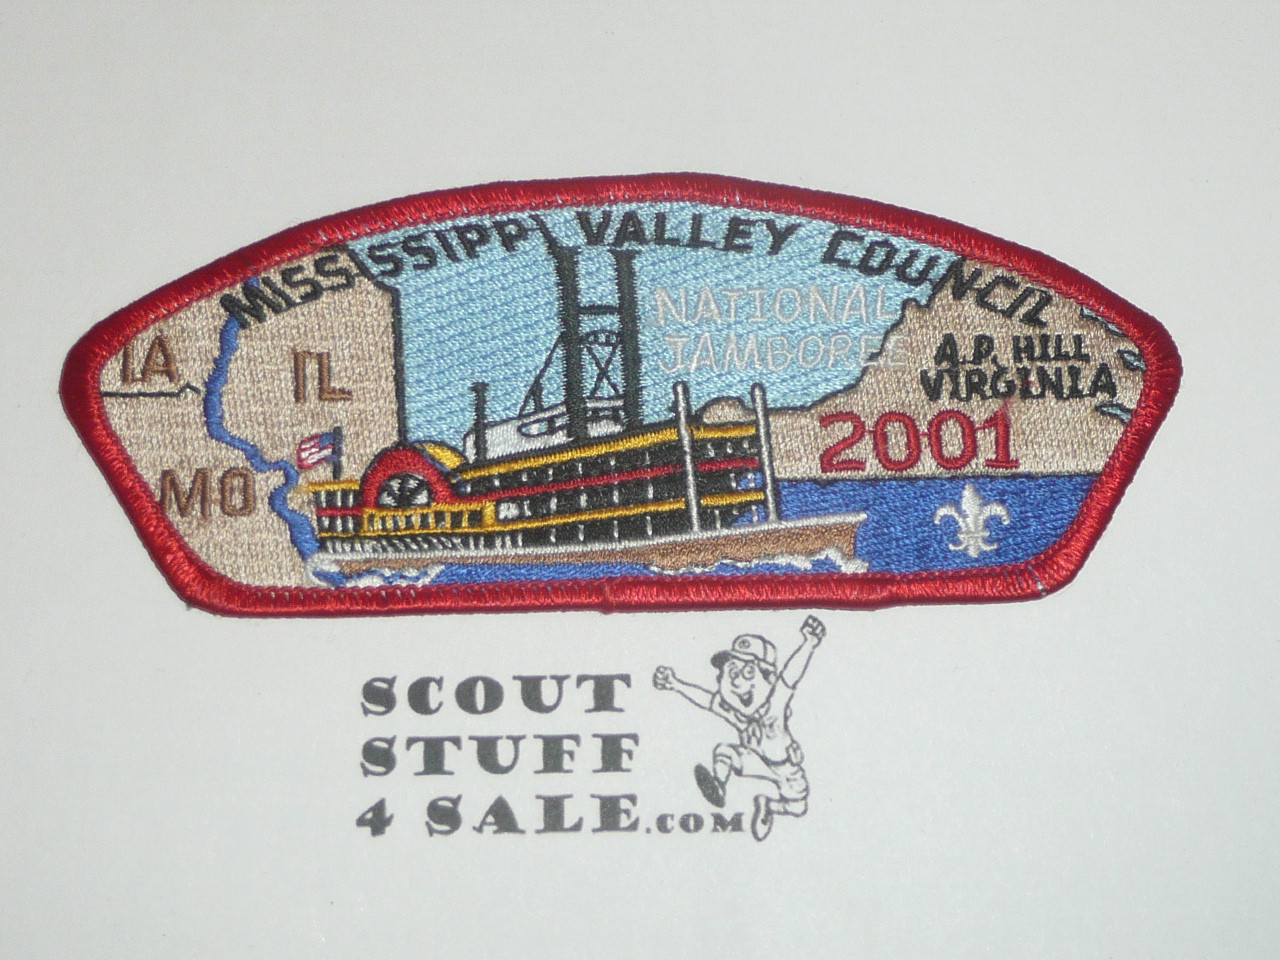 MISSISSIPPI VALLEY COUNCIL
NATIONAL
JAMBOREE
A.P. HILL
VIRGINIA
2001
IA
IL
MO
SCOUT
STUFF
4 SALE.COM